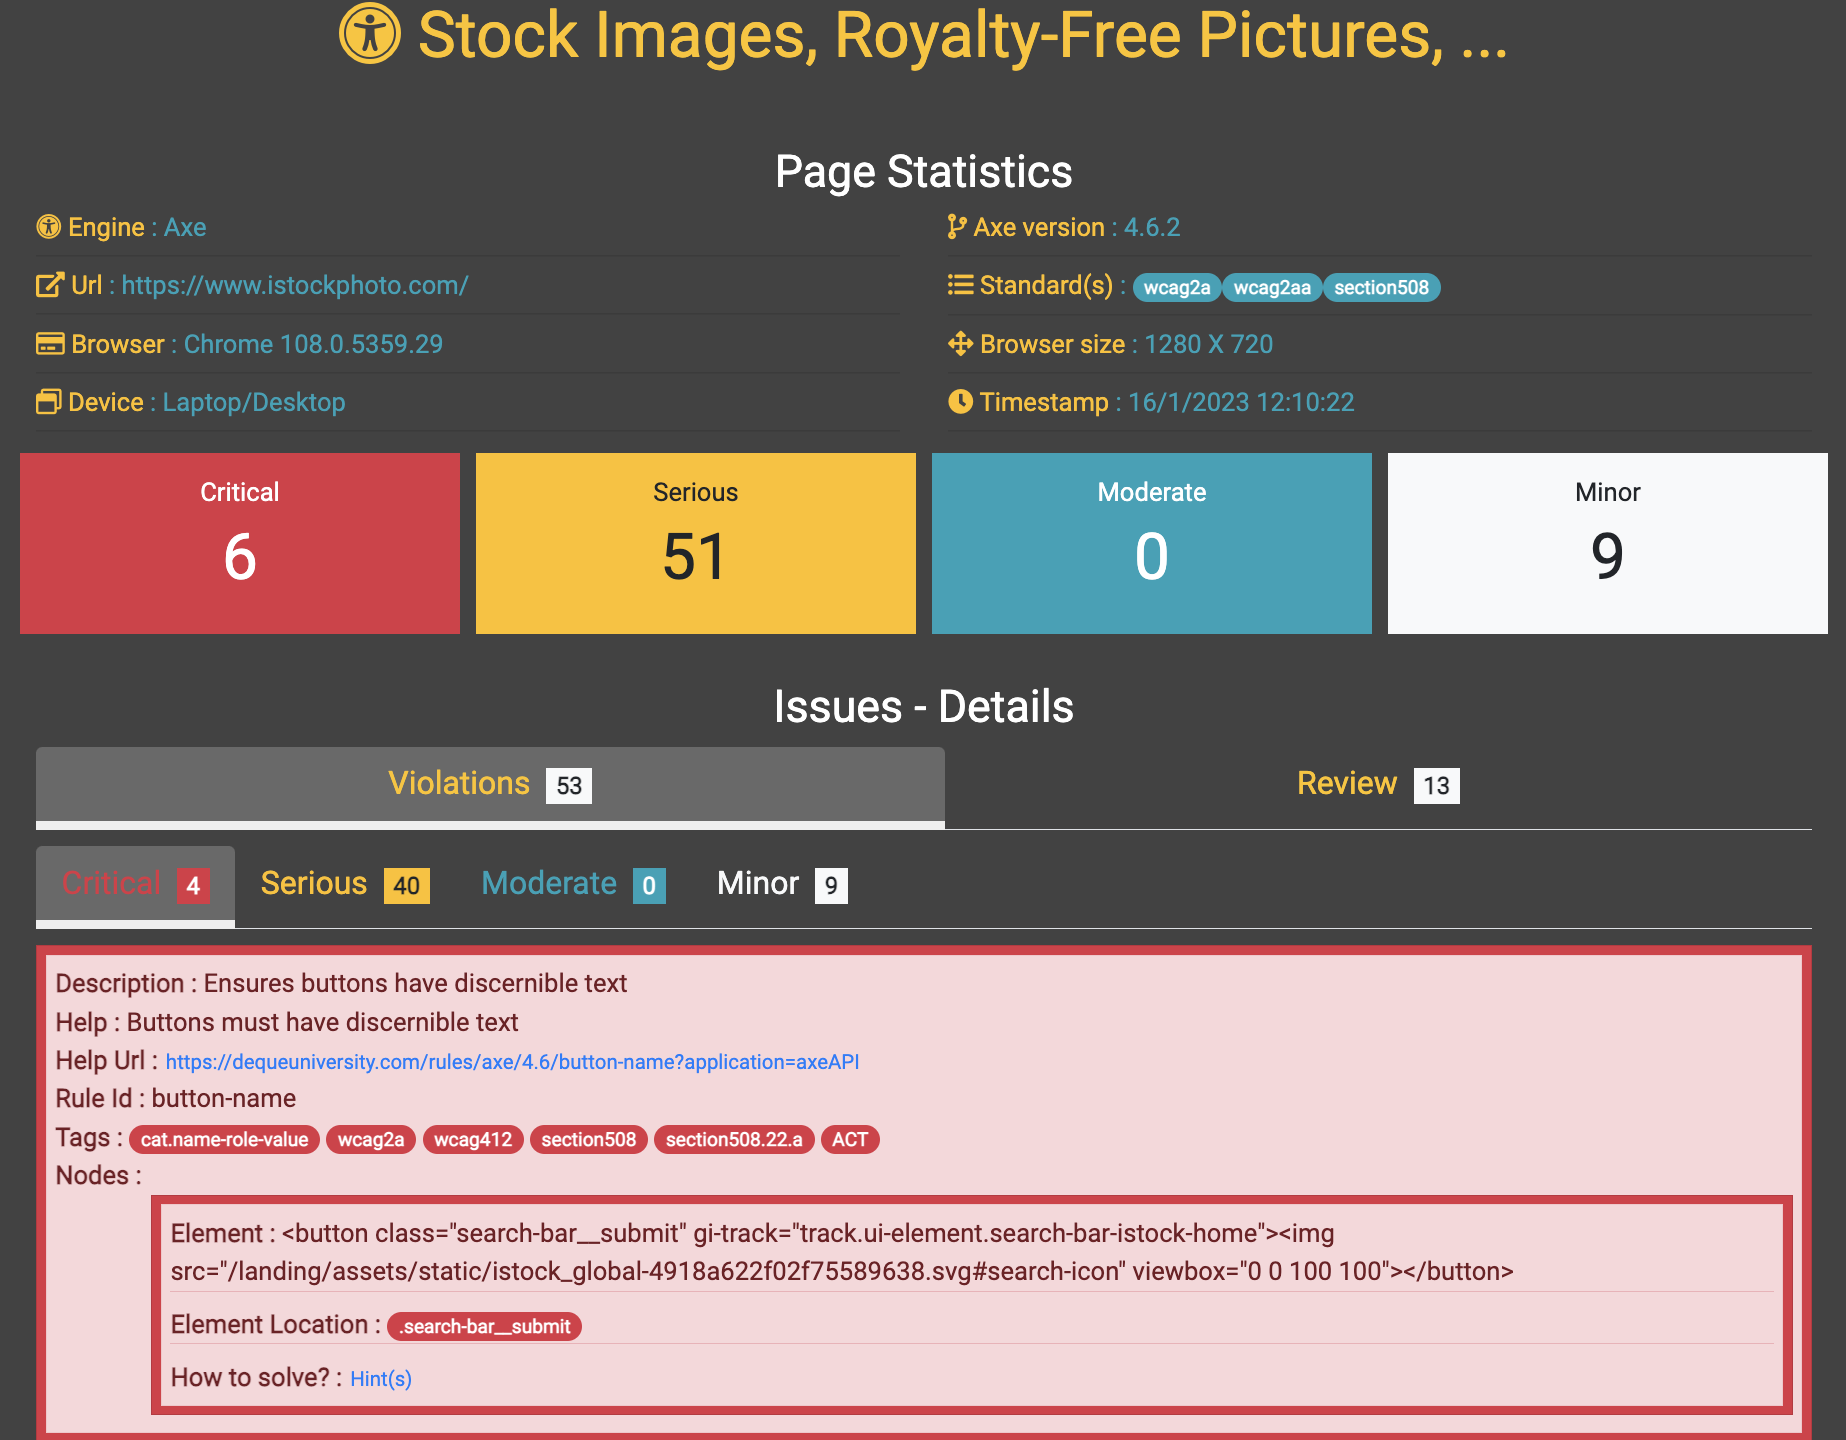 Stock Images, Royalty-Free Pictures, ...
Page Statistics
Engine : Axe
Axe version : 4.6.2
Url : https://www.istockphoto.com/
Standard(s) : wcag2a wcag2aa section508
Browser : Chrome 108.0.5359.29
Browser size : 1280 X 720
Device : Laptop/Desktop
Timestamp : 16/1/2023 12:10:22
Critical
6
Serious
51
Moderate
0
Minor
9
Issues - Details
Violations 53
Review 13
Critical 4
Serious 40
Moderate 0
Minor 9
Description : Ensures buttons have discernible text
Help : Buttons must have discernible text
Help Url : https://dequeuniversity.com/rules/axe/4.6/button-name?application=axeAPI
Rule Id : button-name
Tags : cat.name-role-value wcag2a wcag412 section508 section508.22.a ACT
Nodes :
Element : <button class="search-bar__submit" gi-track="track.ui-element.search-bar-istock-home"><img
src="/landing/assets/static/istock_global-4918a622f02f75589638.svg#search-icon" viewbox="0 0 100 100"></button>
Element Location : .search-bar__submit
How to solve? : Hint(s)